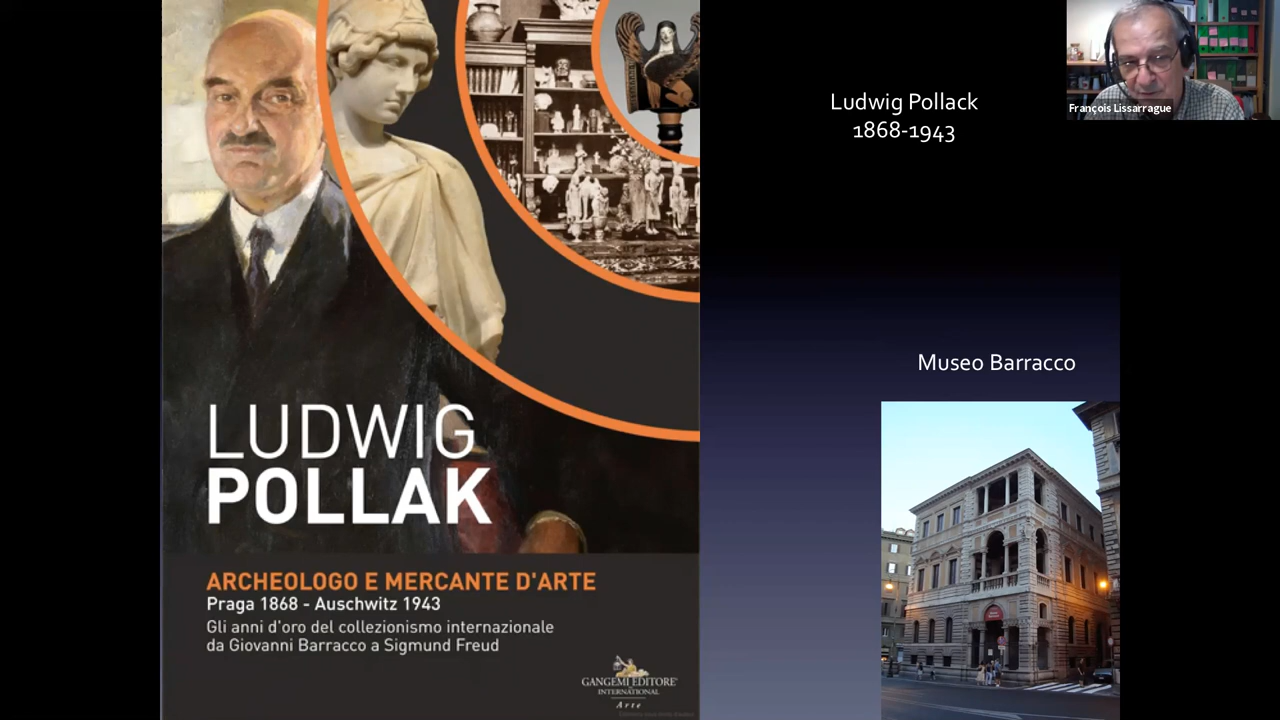 LUDWIG
POLLAK
ARCHEOLOGO E MERCANTE D'ARTE
Praga 1868 - Auschwitz 1943
Gli anni d'oro del collezionismo internazionale
da Giovanni Barracco a Sigmund Freud
GANGEMI EDITORE
INTERNATIONAL
Arte
Ludwig Pollack
1868-1943
Museo Barracco
François Lissarrague